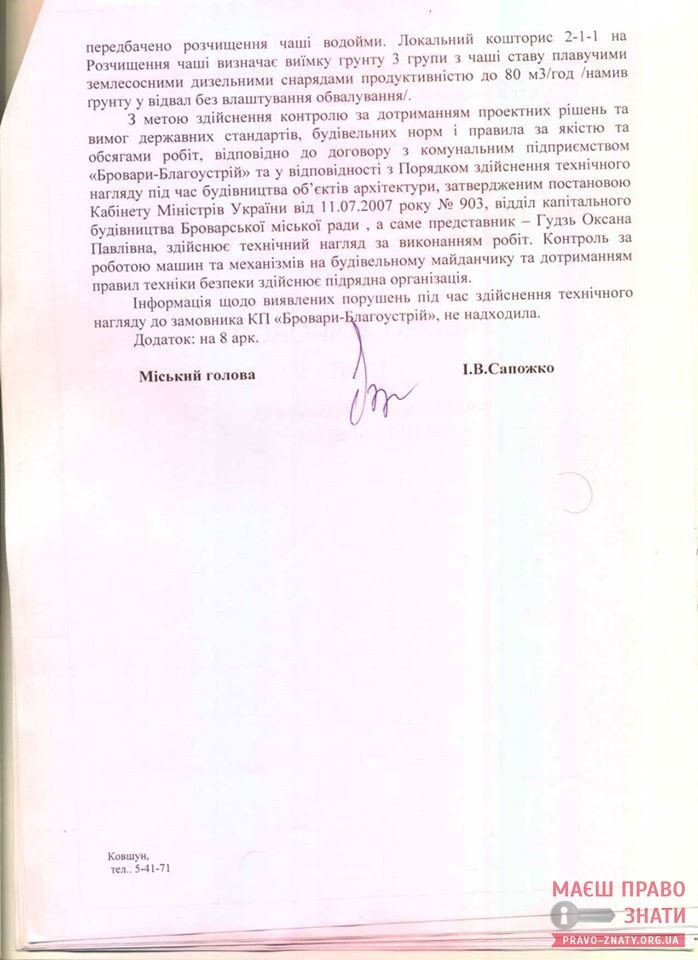 передбачено розчищення чаші водойми. Локальний кошторис 2-1-1 на
Розчищення чаші визначає виїмку грунту 3 групи з чаші ставу плавучими
землесосними дизельними снарядами продуктивністю до 80 м3/год /намив
ґрунту у відвал без влаштування обвалування/.
З метою здійснення контролю за дотриманням проектних рішень та
вимог державних стандартів, будівельних норм і правила за якістю та
обсягами робіт, відповідно до договору з комунальним підприємством
«Бровари-Благоустрій» та у відповідності з Порядком здійснення технічного
нагляду під час будівництва об’єктів архітектури, затвердженим постановою
Кабінету Міністрів України від 11.07.2007 року № 903, відділ капітального
будівництва Броварської міської ради , а саме представник – Гудзь Оксана
Павлівна, здійснює технічний нагляд за виконанням робіт. Контроль за
роботою машин та механізмів на будівельному майданчику та дотриманням
правил техніки безпеки здійснює підрядна організація.
Інформація щодо виявлених порушень під час здійснення технічного
нагляду до замовника КП «Бровари-Благоустрій», не надходила.
Додаток: на 8 арк.
Міський голова І.В.Сапожко
Ковшун,
тел.. 5-41-71
МАЄШ ПРАВО
ЗНАТИ
PRAVO-ZNATY.ORG.UA